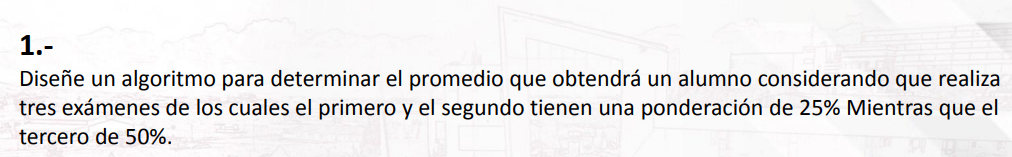 1.-
Diseñe un algoritmo para determinar el promedio que obtendrá un alumno considerando que realiza
tres exámenes de los cuales el primero y el segundo tienen una ponderación de 25% Mientras que el
tercero de 50%.